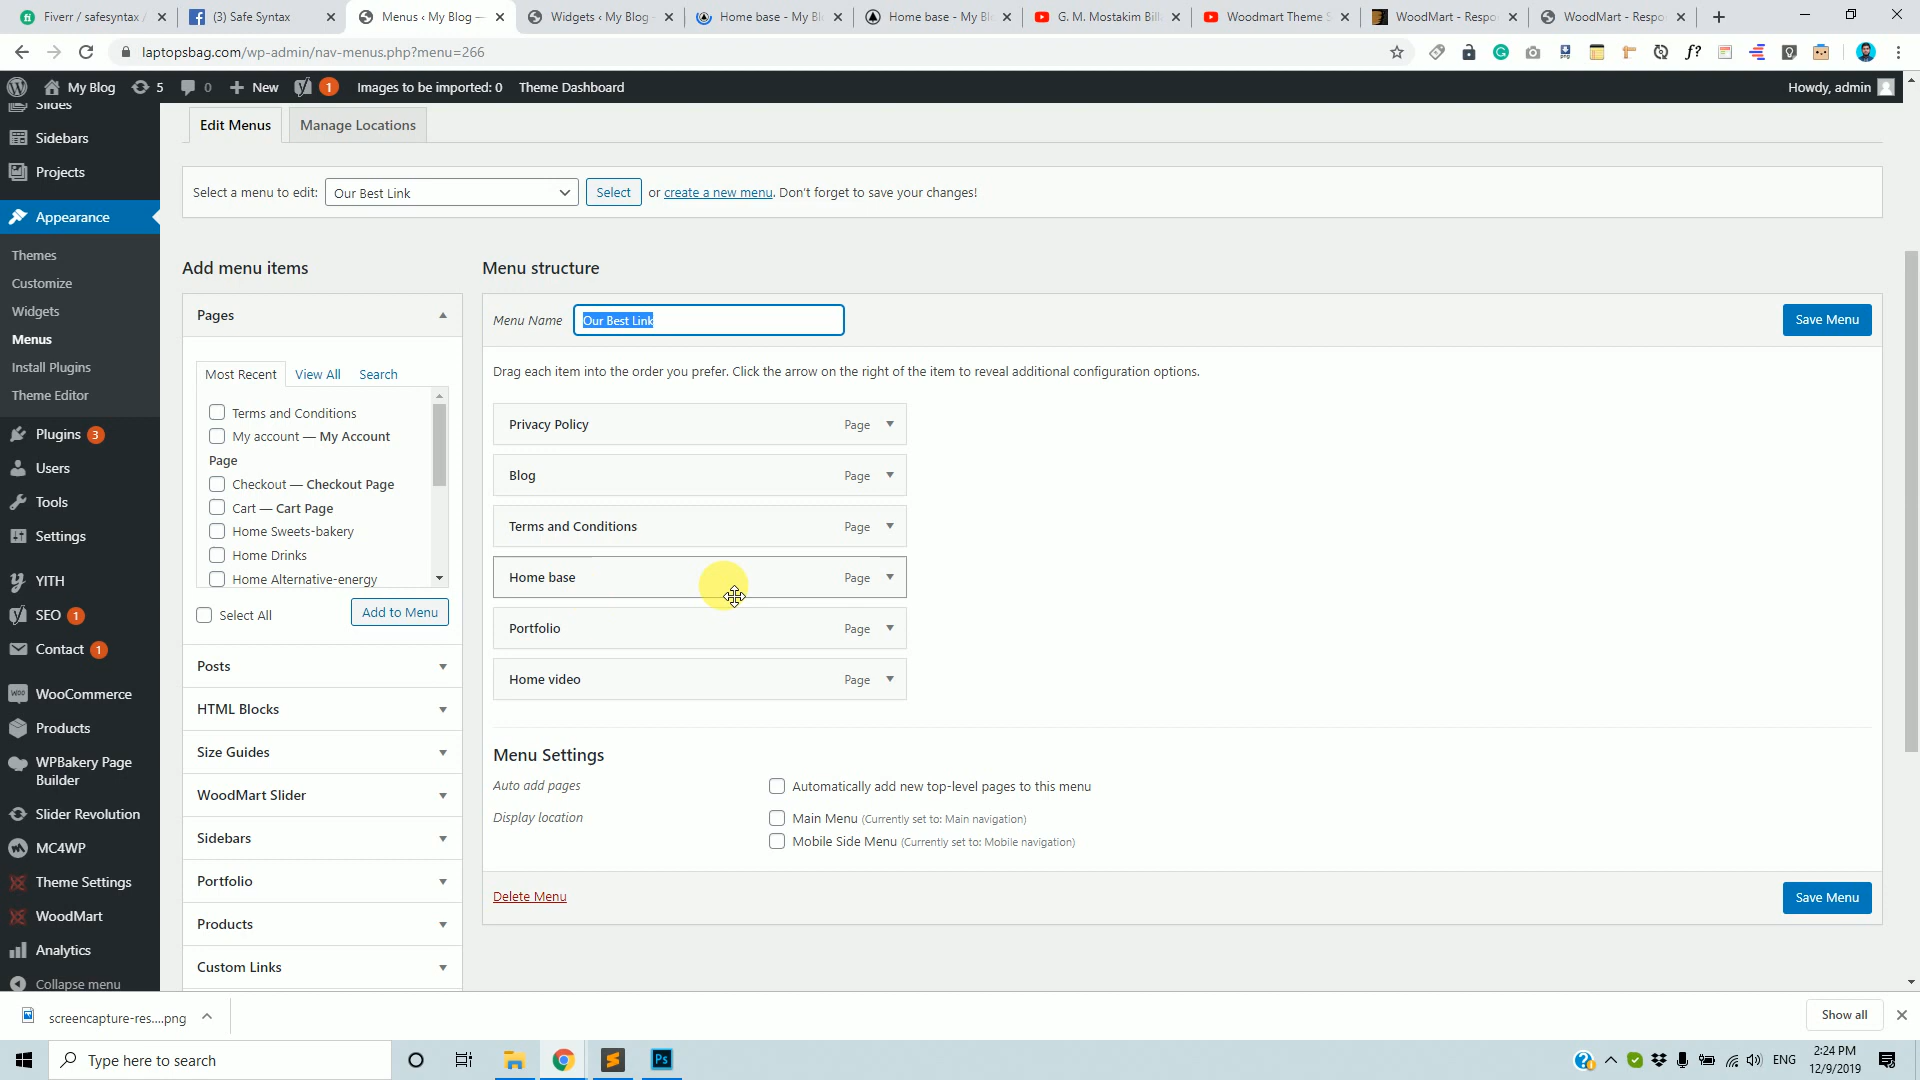 Fiverr / safesyntax
(3) Safe Syntax
Menus ‹ My Blog —
Widgets ‹ My Blog
Home base - My Bl
Home base - My Bl
G. M. Mostakim Bill
Woodmart Theme S
WoodMart - Respo
WoodMart - Respo
laptopsbag.com/wp-admin/nav-menus.php?menu=266
My Blog
5
0
New
1
Images to be imported: 0
Theme Dashboard
Howdy, admin
Slides
Sidebars
Projects
Appearance
Themes
Customize
Widgets
Menus
Install Plugins
Theme Editor
Plugins 3
Users
Tools
Settings
YITH
SEO 1
Contact 1
WooCommerce
Products
WPBakery Page
Builder
Slider Revolution
MC4WP
Theme Settings
WoodMart
Analytics
Collapse menu
Edit Menus
Manage Locations
Select a menu to edit: Our Best Link Select or create a new menu. Don't forget to save your changes!
Add menu items
Pages
Most Recent View All Search
Terms and Conditions
My account — My Account
Page
Checkout — Checkout Page
Cart — Cart Page
Home Sweets-bakery
Home Drinks
Home Alternative-energy
Select All
Add to Menu
Posts
HTML Blocks
Size Guides
WoodMart Slider
Sidebars
Portfolio
Products
Custom Links
Menu structure
Menu Name Our Best Link
Save Menu
Drag each item into the order you prefer. Click the arrow on the right of the item to reveal additional configuration options.
Privacy Policy Page
Blog Page
Terms and Conditions Page
Home base Page
Portfolio Page
Home video Page
Menu Settings
Auto add pages
Automatically add new top-level pages to this menu
Display location
Main Menu (Currently set to: Main navigation)
Mobile Side Menu (Currently set to: Mobile navigation)
Delete Menu
Save Menu
screencapture-res....png
Show all
Type here to search
Ps
ENG
2:24 PM
12/9/2019